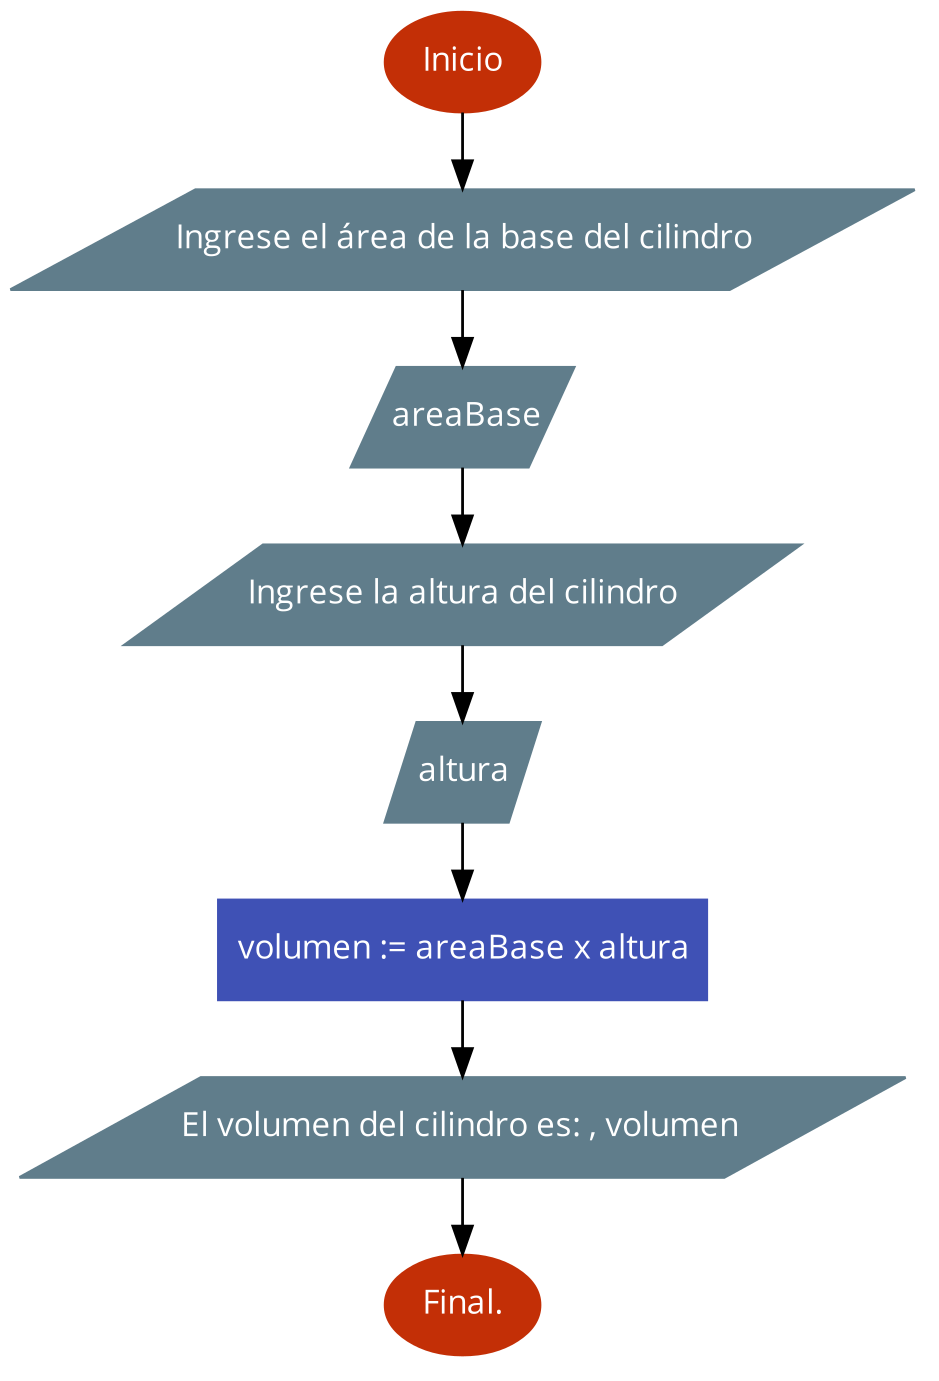 Inicio
Ingrese el área de la base del cilindro
areaBase
Ingrese la altura del cilindro
altura
volumen := areaBase x altura
El volumen del cilindro es: , volumen
Final.